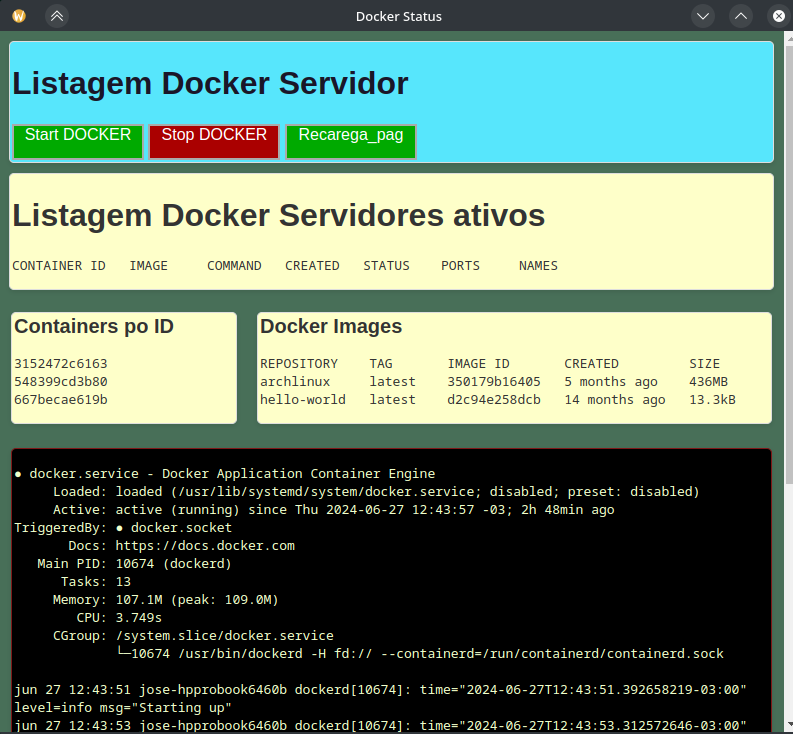 Docker Status
Listagem Docker Servidor
Start DOCKER Stop DOCKER Recarega_pag
Listagem Docker Servidores ativos
CONTAINER ID IMAGE COMMAND CREATED STATUS PORTS NAMES
Containers po ID
3152472c6163
548399cd3b80
667becae619b
Docker Images
REPOSITORY TAG IMAGE ID CREATED SIZE
archlinux latest 350179b16405 5 months ago 436MB
hello-world latest d2c94e258dcb 14 months ago 13.3kB
● docker.service - Docker Application Container Engine
Loaded: loaded (/usr/lib/systemd/system/docker.service; disabled; preset: disabled)
Active: active (running) since Thu 2024-06-27 12:43:57 -03; 2h 48min ago
TriggeredBy: ● docker.socket
Docs: https://docs.docker.com
Main PID: 10674 (dockerd)
Tasks: 13
Memory: 107.1M (peak: 109.0M)
CPU: 3.749s
CGroup: /system.slice/docker.service
└─10674 /usr/bin/dockerd -H fd:// --containerd=/run/containerd/containerd.sock
jun 27 12:43:51 jose-hpprobook6460b dockerd[10674]: time="2024-06-27T12:43:51.392658219-03:00"
level=info msg="Starting up"
jun 27 12:43:53 jose-hpprobook6460b dockerd[10674]: time="2024-06-27T12:43:53.312572646-03:00"